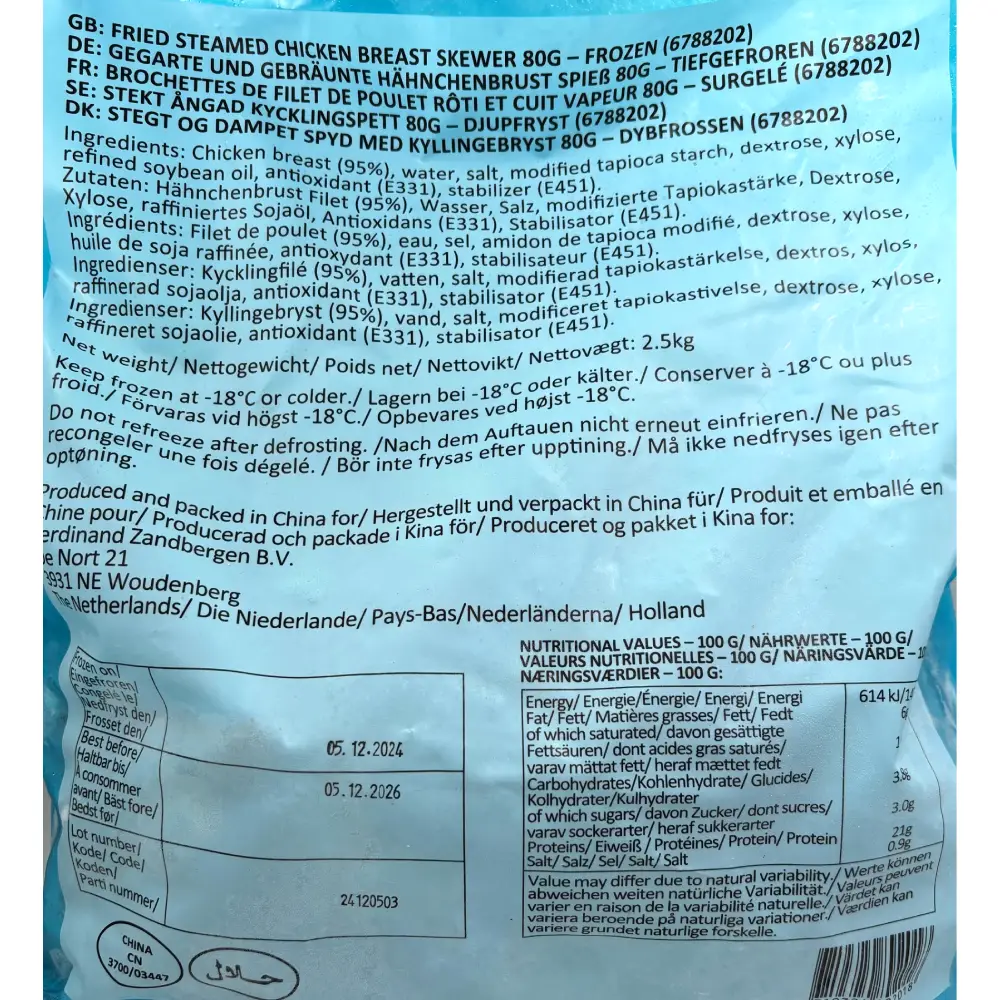 GB: FRIED STEAMED CHICKEN BREAST SKEWER 80G – FROZEN (6788202)
DE: GEGARTE UND GEBRÄUNTE HÄHNCHENBRUST SPIEß 80G – TIEFGEFROREN (6788202)
FR: BROCHETTES DE FILET DE POULET RÔTI ET CUIT VAPEUR 80G – SURGELÉ (6788202)
SE: STEKT ÅNGAD KYCKLINGSPETT 80G – DJUPFRYST (6788202)
DK: STEGT OG DAMPET SPYD MED KYLLINGEBRYST 80G – DYBFROSSEN (6788202)
Ingredients: Chicken breast (95%), water, salt, modified tapioca starch, dextrose, xylose,
refined soybean oil, antioxidant (E331), stabilizer (E451).
Zutaten: Hähnchenbrust Filet (95%), Wasser, Salz, modifizierte Tapiokastärke, Dextrose,
Xylose, raffiniertes Sojaöl, Antioxidans (E331), Stabilisator (E451).
Ingrédients: Filet de poulet (95%), eau, sel, amidon de tapioca modifié, dextrose, xylose,
huile de soja raffinée, antioxydant (E331), stabilisateur (E451).
Ingredienser: Kycklingfilé (95%), vatten, salt, modifierad tapiokastärkelse, dextros, xylos,
raffinerad sojaolja, antioxidant (E331), stabilisator (E451).
Ingredienser: Kyllingebryst (95%), vand, salt, modificeret tapiokastivelse, dextrose, xylose,
raffineret sojaolie, antioxidant (E331), stabilisator (E451).
Net weight/ Nettogewicht/ Poids net/ Nettovikt/ Nettovægt: 2.5kg
Keep frozen at -18°C or colder./ Lagern bei -18°C oder kälter./ Conserver à -18°C ou plus
froid./ Förvaras vid högst -18°C./ Opbevares ved højst -18°C.
Do not refreeze after defrosting. /Nach dem Auftauen nicht erneut einfrieren./ Ne pas
recongeler une fois dégelé. / Bör inte frysas efter upptining./ Må ikke nedfryses igen efter
optøning.
Produced and packed in China for/ Hergestellt und verpackt in China für/ Produit et emballé en
Chine pour/ Producerad och packade i Kina för/ Produceret og pakket i Kina for:
erdinand Zandbergen B.V.
e Nort 21
3931 NE Woudenberg
The Netherlands/ Die Niederlande/ Pays-Bas/Nederländerna/ Holland
NUTRITIONAL VALUES – 100 G/ NÄHRWERTE – 100 G/
VALEURS NUTRITIONELLES – 100 G/ NÄRINGSVÄRDE – 10
NÆRINGSVÆRDIER – 100 G:
Energy/ Energie/Énergie/ Energi/ Energi 614 kJ/14
Fat/ Fett/ Matières grasses/ Fett/ Fedt 6
of which saturated/ davon gesättigte
Fettsäuren/ dont acides gras saturés/ 1
varav mättat fett/ heraf mættet fedt
Carbohydrates/Kohlenhydrate/ Glucides/ 3.8g
Kolhydrater/Kulhydrater
of which sugars/ davon Zucker/ dont sucres/ 3.0g
varav sockerarter/ heraf sukkerarter
Proteins/ Eiweiß / Protéines/ Protein/ Protein 21g
Salt/ Salz/ Sel/ Salt/ Salt 0.9g
Value may differ due to natural variability./ Werte können
abweichen weiten natürliche Variabilität./ Valeurs peuvent
varier en raison de la variabilité naturelle./ Värdet kan
variera beroende på naturliga variationer./ Værdien kan
variere grundet naturlige forskelle.
Frozen on/
Eingefroren/
Congelé le/
Nedfryst den/
Frosset den/
05. 12.2024
Best before/
Haltbar bis/
À consommer
avant/ Bäst fore/
Bedst før/
05.12.2026
Lot number/
Kode/ Code/
Koden/
Parti nummer/
24120503
CHINA
CN
3700/03447
حلال